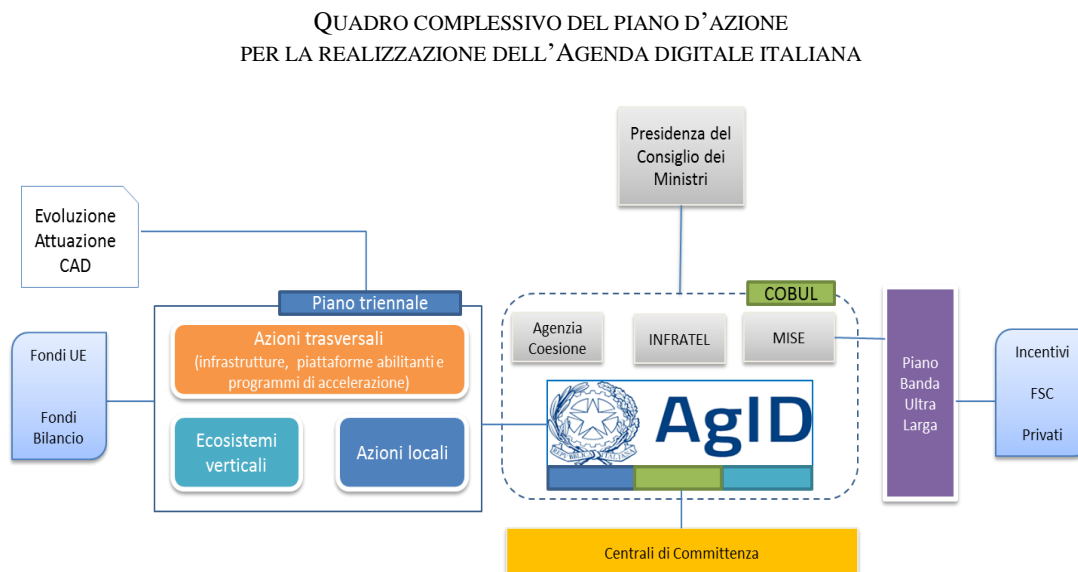 QUADRO COMPLESSIVO DEL PIANO D'AZIONE
PER LA REALIZZAZIONE DELL'AGENDA DIGITALE ITALIANA
Presidenza del
Consiglio dei
Ministri
Evoluzione
Attuazione
CAD
Piano triennale
COBUL
Azioni trasversali
(infrastrutture, piattaforme abilitanti e
programmi di accelerazione)
Ecosistemi
verticali
Azioni locali
Fondi UE
Fondi
Bilancio
Agenzia
Coesione
INFRATEL
MISE
AgID
REPVBBLICA ITALIANA
Piano
Banda
Ultra
Larga
Incentivi
FSC
Privati
Centrali di Committenza